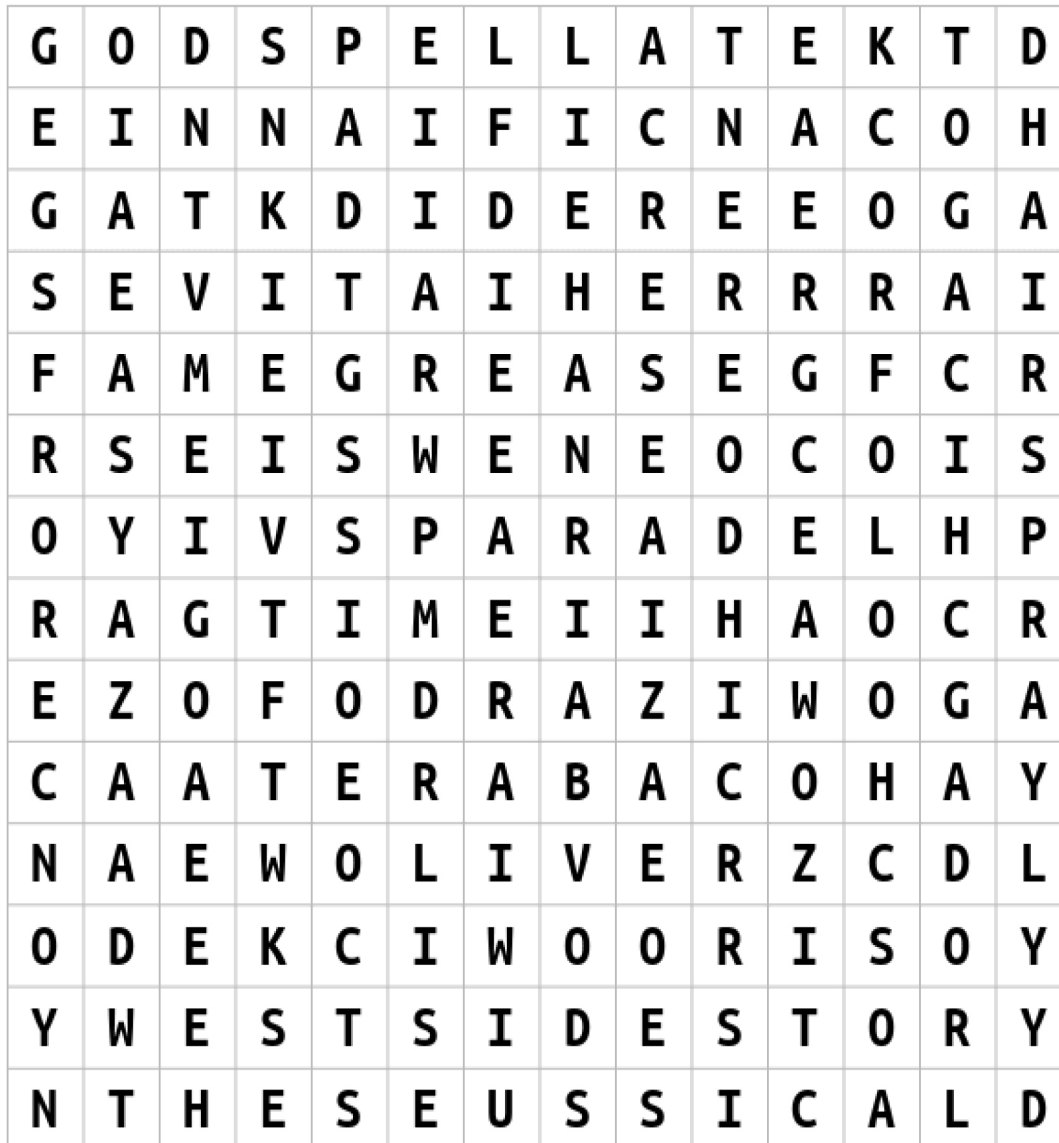 G O D S P E L L A T E K T D
E I N N A I F I C N A C O H
G A T K D I D E R E E O G A
S E V I T A I H E R R R A I
F A M E G R E A S E G F C R
R S E I S W E N E O C O I S
O Y I V S P A R A D E L H P
R A G T I M E I I H A O C R
E Z O F O D R A Z I W O G A
C A A T E R A B A C O H A Y
N A E W O L I V E R Z C D L
O D E K C I W O O R I S O Y
Y W E S T S I D E S T O R Y
N T H E S E U S S I C A L D